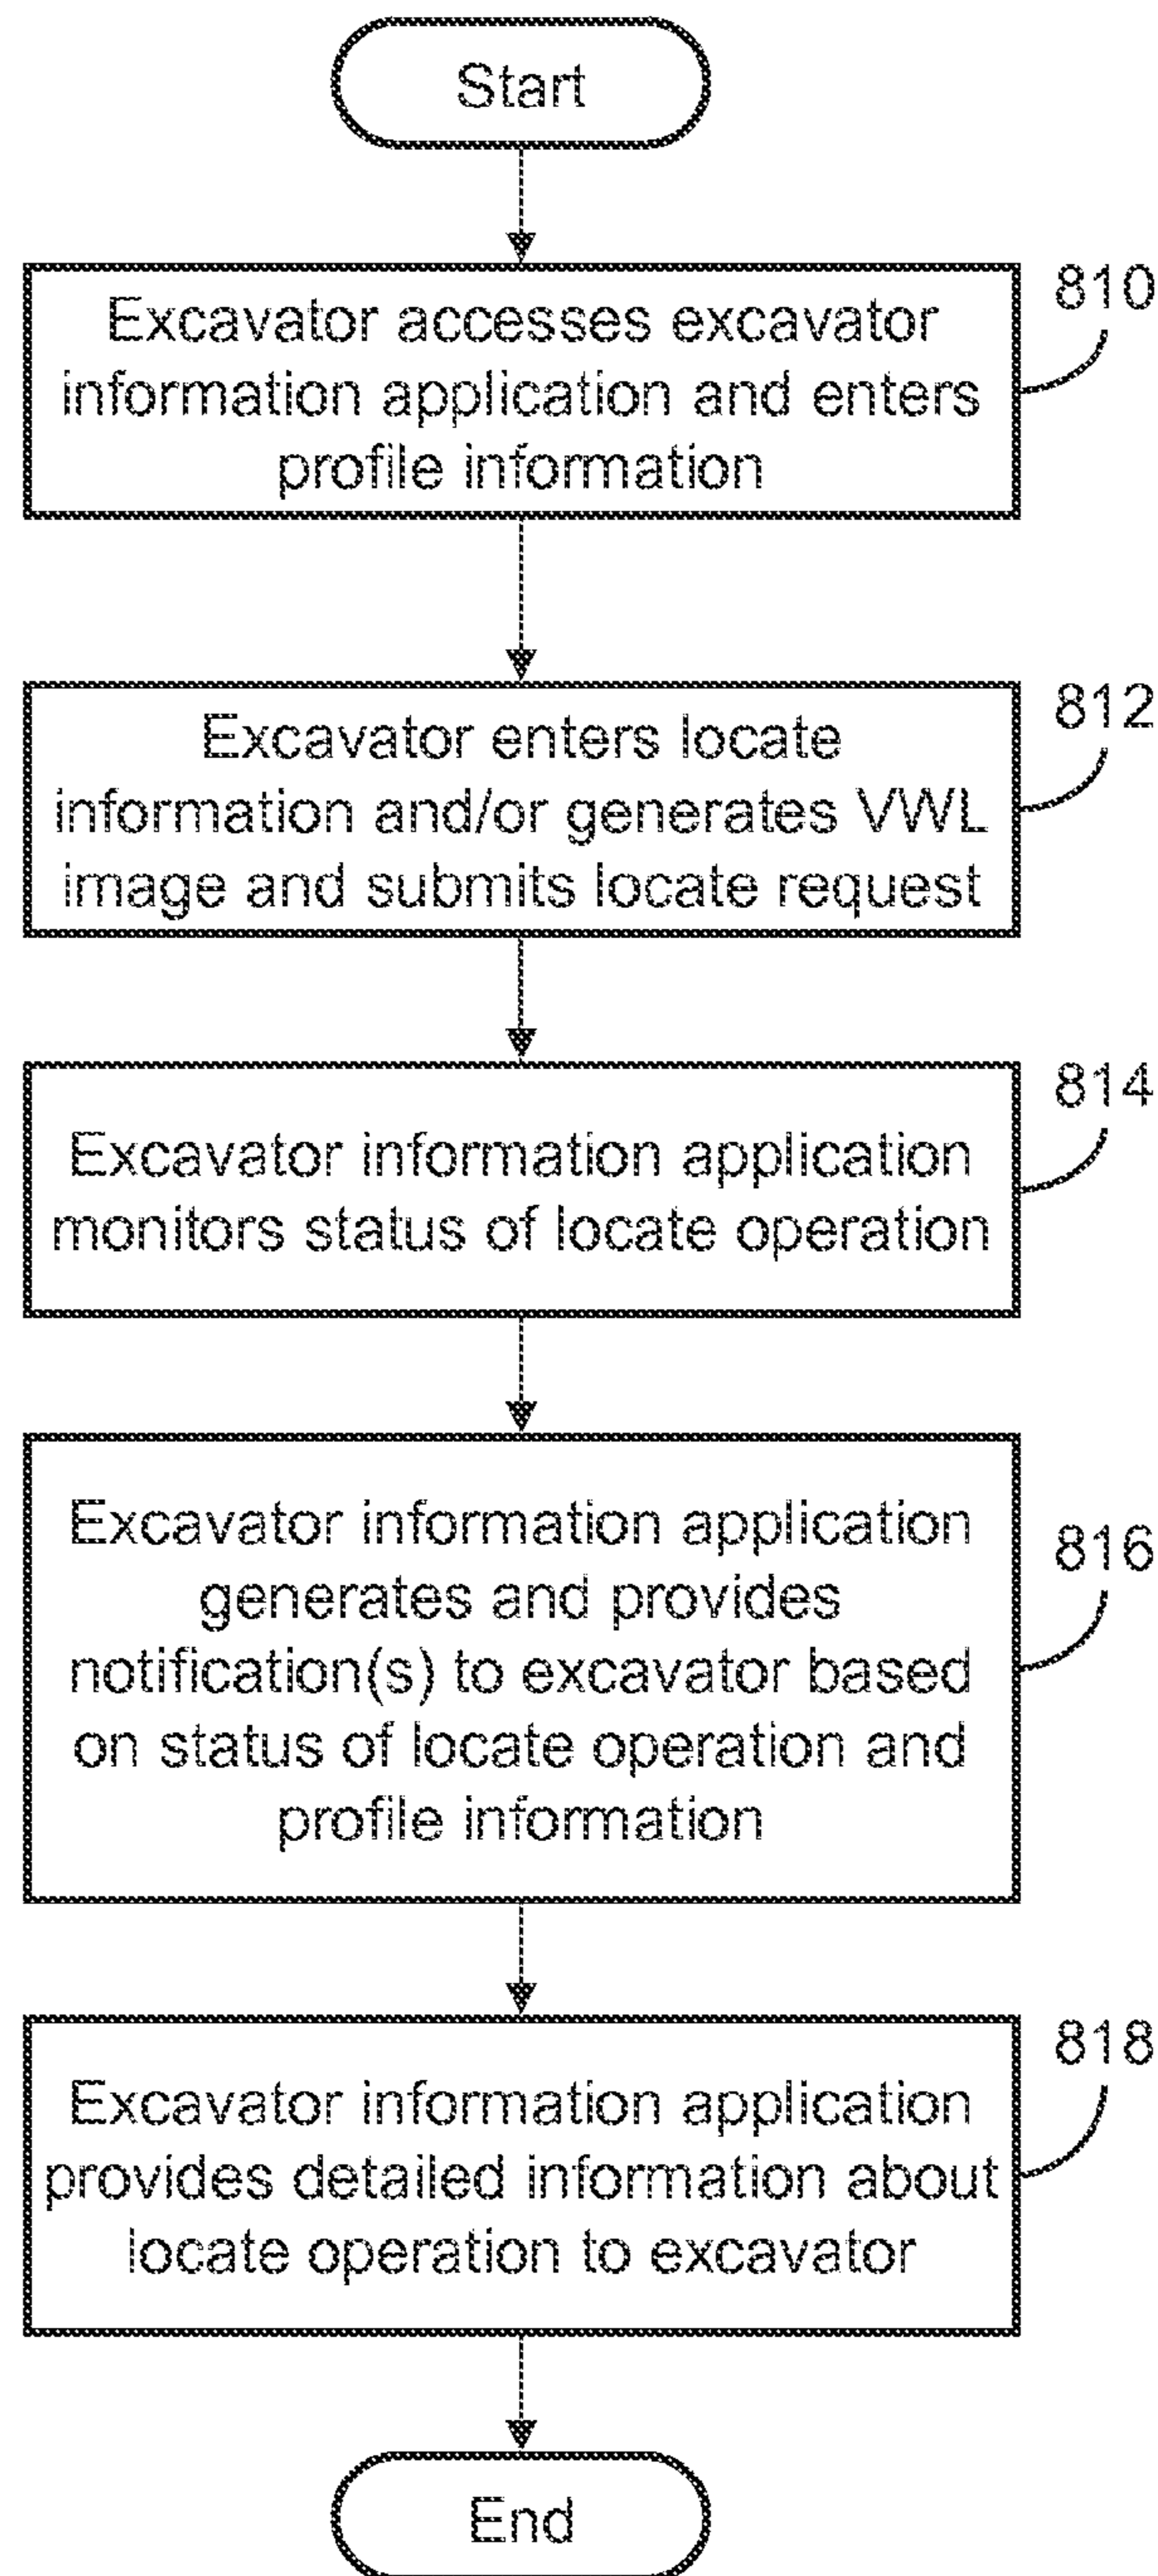 Start
810
Excavator accesses excavator
information application and enters
profile information
812
Excavator enters locate
information and/or generates VWL
image and submits locate request
814
Excavator information application
monitors status of locate operation
816
Excavator information application
generates and provides
notification(s) to excavator based
on status of locate operation and
profile information
818
Excavator information application
provides detailed information about
locate operation to excavator
End